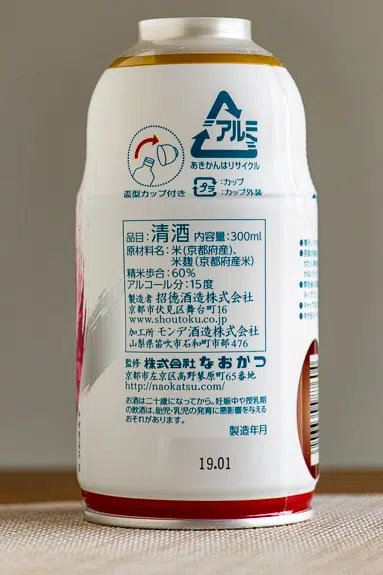 アルミ
あきかんはリサイクル
プラ
:カップ
:カップ外装
盃型カップ付き
品目:清酒 内容量:300ml
原材料名:米(京都府産)、
米麹(京都府産米)
精米歩合:60%
アルコール分:15度
製造者 招德酒造株式会社
京都市伏見区舞台町16
www.shoutoku.co.jp
加工所 モンデ酒造株式会社
山梨県笛吹市石和町市部476
監修 株式会社なおかつ
京都市左京区高野蓼原町65番地
http://naokatsu.com/
お酒は二十歳になってから。妊娠中や授乳期
の飲酒は、胎児・乳児の発育に悪影響を与える
おそれがあります。
製造年月
19.01